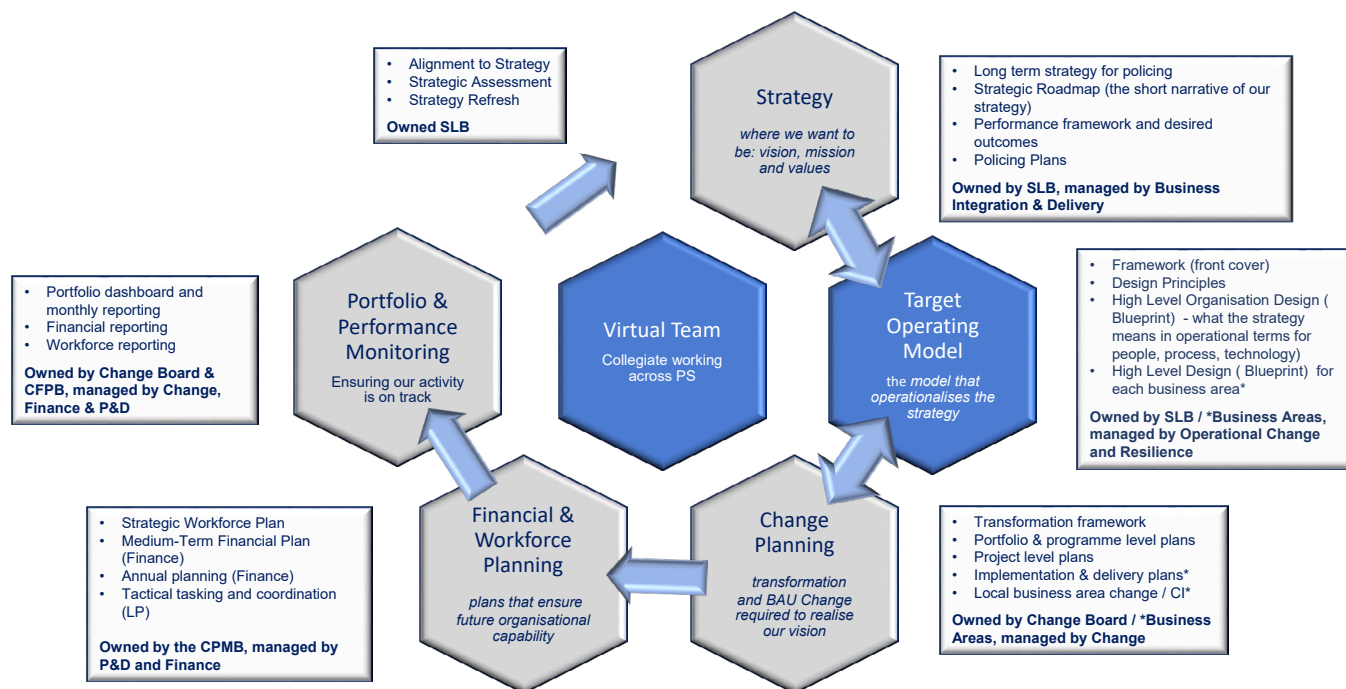 • Alignment to Strategy
• Strategic Assessment
• Strategy Refresh
Owned SLB
Strategy
where we want to
be: vision, mission
and values
• Long term strategy for policing
• Strategic Roadmap (the short narrative of our
strategy)
• Performance framework and desired
outcomes
• Policing Plans
Owned by SLB, managed by Business
Integration & Delivery
• Portfolio dashboard and
monthly reporting
• Financial reporting
• Workforce reporting
Owned by Change Board &
CFPB, managed by Change,
Finance & P&D
Portfolio &
Performance
Monitoring
Ensuring our activity
is on track
Virtual Team
Collegiate working
across PS
Target
Operating
Model
the model that
operationalises the
strategy
• Framework (front cover)
• Design Principles
• High Level Organisation Design (
Blueprint) - what the strategy
means in operational terms for
people, process, technology)
• High Level Design ( Blueprint) for
each business area*
Owned by SLB / *Business Areas,
managed by Operational Change
and Resilience
• Strategic Workforce Plan
• Medium-Term Financial Plan
(Finance)
• Annual planning (Finance)
• Tactical tasking and coordination
(LP)
Owned by the CPMB, managed by
P&D and Finance
Financial &
Workforce
Planning
plans that ensure
future organisational
capability
Change
Planning
transformation
and BAU Change
required to realise
our vision
• Transformation framework
• Portfolio & programme level plans
• Project level plans
• Implementation & delivery plans*
• Local business area change / CI*
Owned by Change Board / *Business
Areas, managed by Change